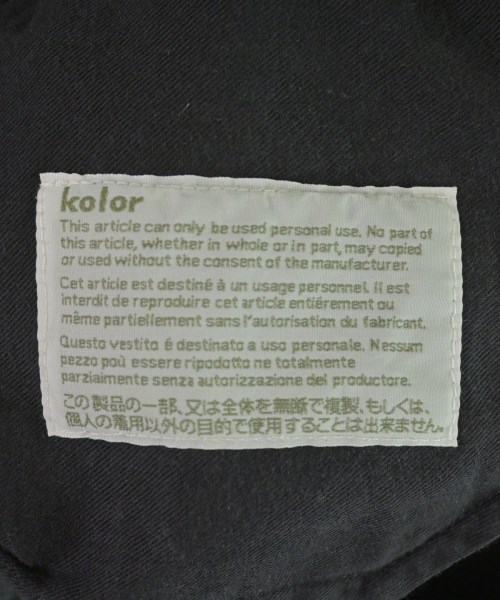 kolor
This article can only be used personal use. No part of
this article, whether in whole or in part, may copied
or used without the consent of the manufacturer.
Cet article est destiné à un usage personnel. Il est
interdit de reproduire cet article entiérement ou
même partiellement sans l'autorisation du fabricant.
Questo vestito é destinato a uso personale. Nessum
pezzo poù essere ripodotto ne totalmente
parziaimente senza autorizzazione del productore.
この製品の一部、又は全体を無断で複製、もしくは、
個人の着用以外の目的で使用することは出来ません。